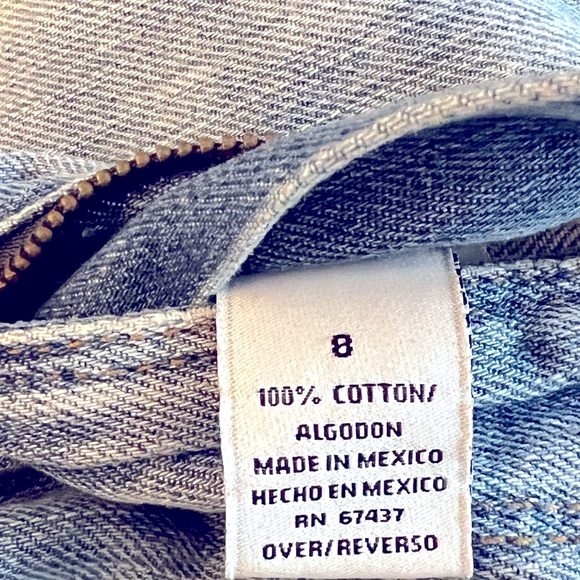 8
100% COTTON/
ALGODON
MADE IN MEXICO
HECHO EN MEXICO
RN 67437
OVER/REVERSO